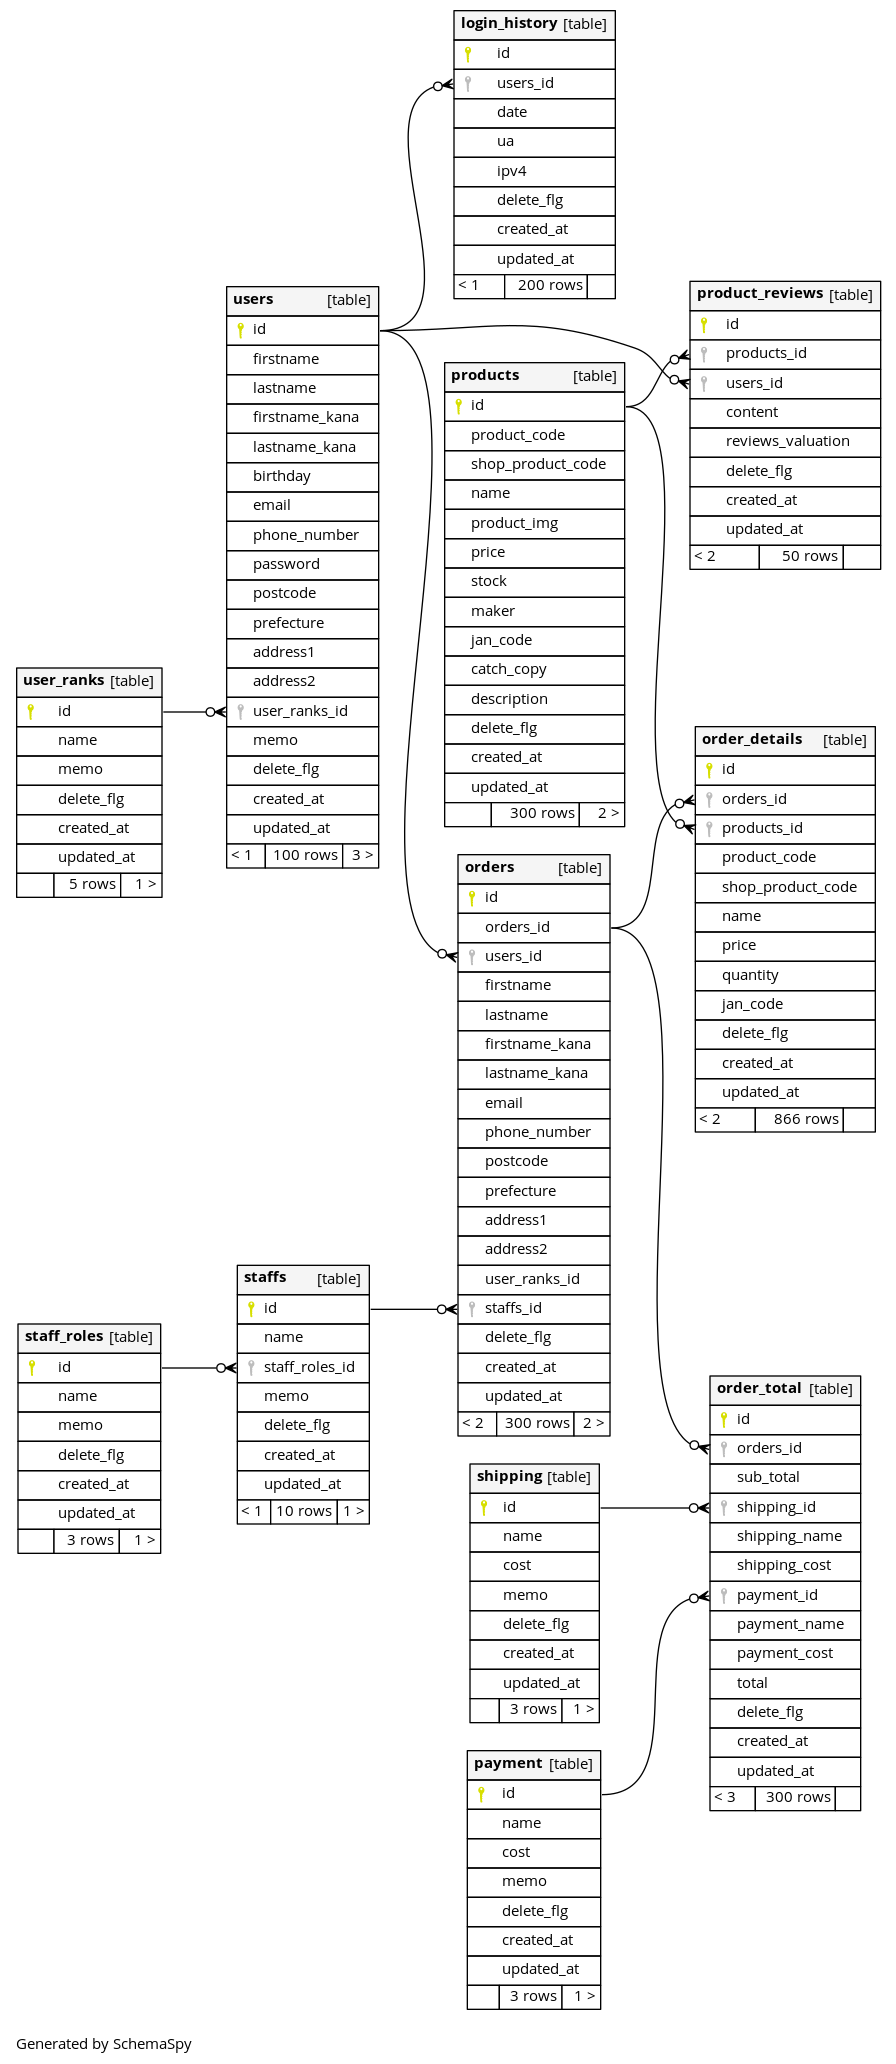 login_history [table]
id
users_id
date
ua
ipv4
delete_flg
created_at
updated_at
< 1 200 rows
users [table]
id
firstname
lastname
firstname_kana
lastname_kana
birthday
email
phone_number
password
postcode
prefecture
address1
address2
user_ranks_id
memo
delete_flg
created_at
updated_at
< 1 100 rows 3 >
product_reviews [table]
id
products_id
users_id
content
reviews_valuation
delete_flg
created_at
updated_at
< 2 50 rows
products [table]
id
product_code
shop_product_code
name
product_img
price
stock
maker
jan_code
catch_copy
description
delete_flg
created_at
updated_at
300 rows 2 >
user_ranks [table]
id
name
memo
delete_flg
created_at
updated_at
5 rows 1 >
order_details [table]
id
orders_id
products_id
product_code
shop_product_code
name
price
quantity
jan_code
delete_flg
created_at
updated_at
< 2 866 rows
orders [table]
id
orders_id
users_id
firstname
lastname
firstname_kana
lastname_kana
email
phone_number
postcode
prefecture
address1
address2
user_ranks_id
staffs_id
delete_flg
created_at
updated_at
< 2 300 rows 2 >
staffs [table]
id
name
staff_roles_id
memo
delete_flg
created_at
updated_at
< 1 10 rows 1 >
staff_roles [table]
id
name
memo
delete_flg
created_at
updated_at
3 rows 1 >
order_total [table]
id
orders_id
sub_total
shipping_id
shipping_name
shipping_cost
payment_id
payment_name
payment_cost
total
delete_flg
created_at
updated_at
< 3 300 rows
shipping [table]
id
name
cost
memo
delete_flg
created_at
updated_at
3 rows 1 >
payment [table]
id
name
cost
memo
delete_flg
created_at
updated_at
3 rows 1 >
Generated by SchemaSpy